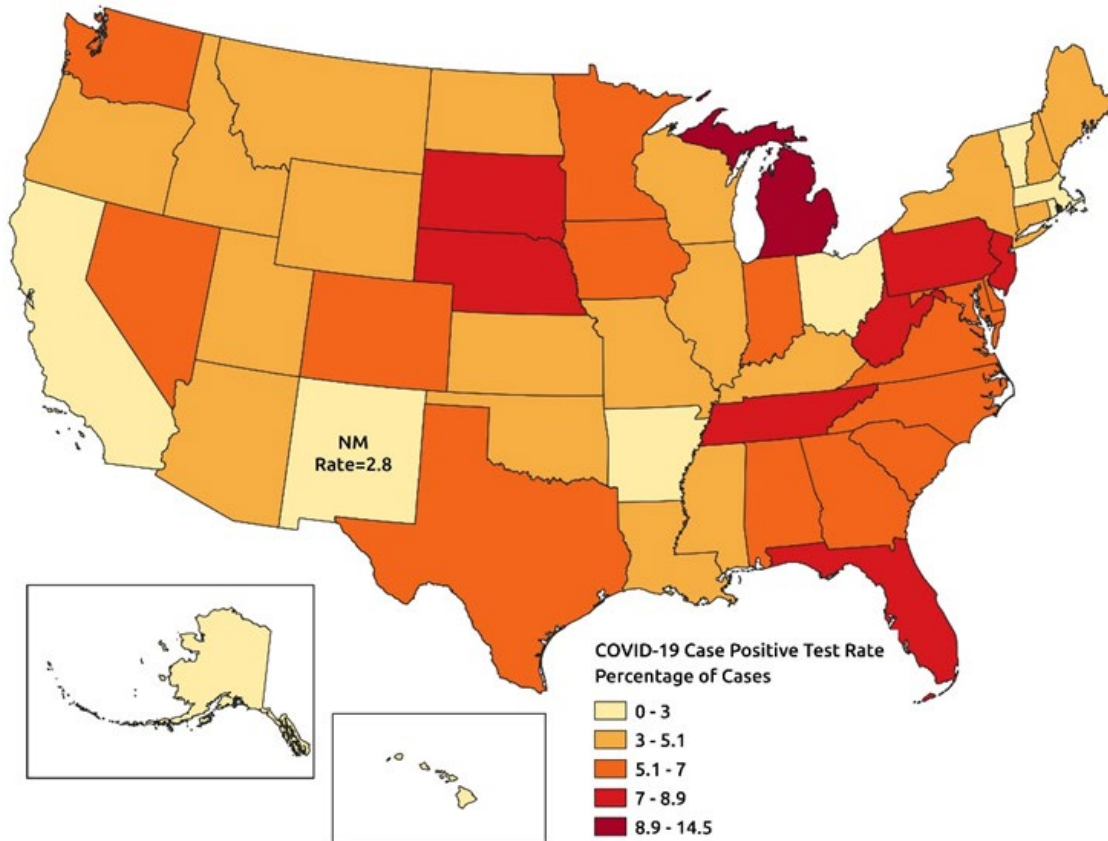 NM
Rate=2.8
COVID-19 Case Positive Test Rate
Percentage of Cases
0 - 3
3 - 5.1
5.1 - 7
7 - 8.9
8.9 - 14.5